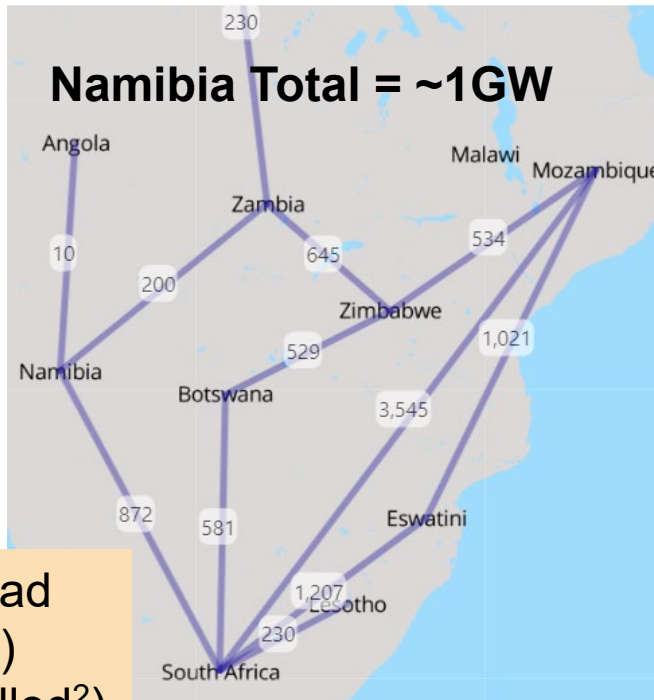 230
Namibia Total = ~1GW
Angola
Malawi
Mozambique
Zambia
10
534
645
200
Zimbabwe
1,021
529
Namibia
Botswana
3,545
872
581
Eswatini
1,207
Lesotho
230
South Africa
)
²)